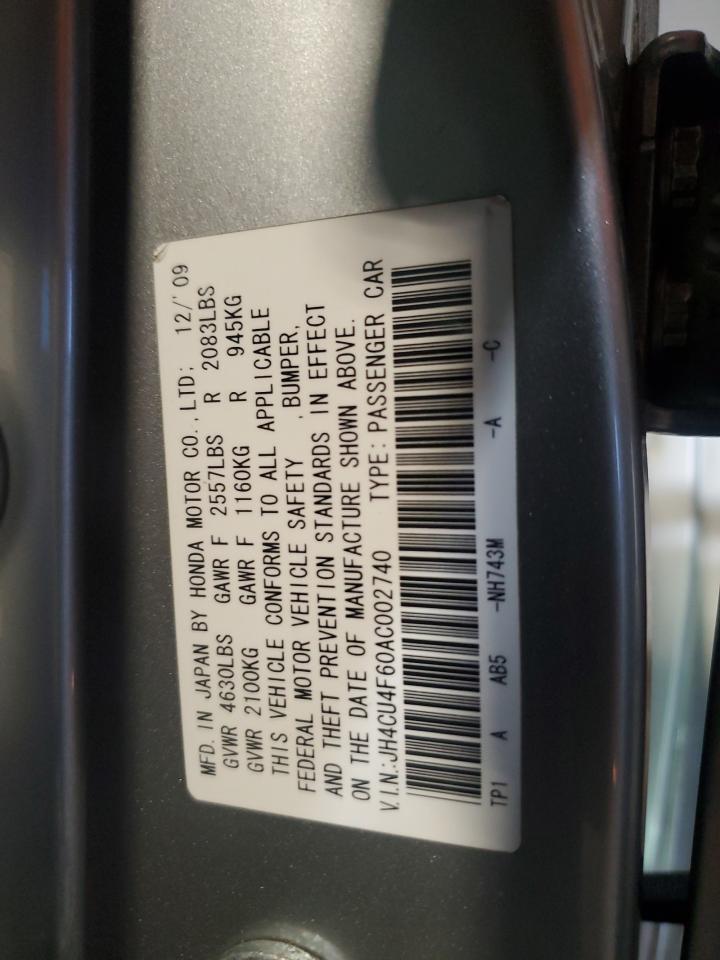 MFD. IN JAPAN BY HONDA MOTOR CO., LTD; 12/'09
GVWR 4630LBS GAWR F 2557LBS R 2083LBS
GVWR 2100KG GAWR F 1160KG R 945KG
THIS VEHICLE CONFORMS TO ALL APPLICABLE
FEDERAL MOTOR VEHICLE SAFETY , BUMPER,
AND THEFT PREVENTION STANDARDS IN EFFECT
ON THE DATE OF MANUFACTURE SHOWN ABOVE.
V.I.N.:JH4CU4F60AC002740 TYPE: PASSENGER CAR
TP1 A AB5 -NH743M -A -C